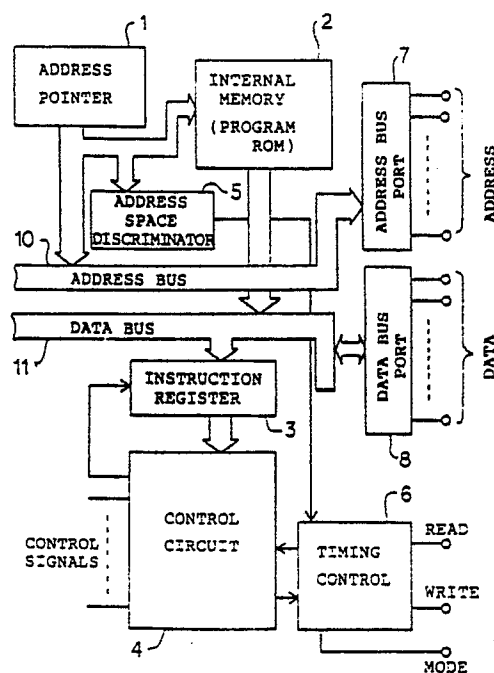 1
2
7
ADDRESS
POINTER
INTERNAL
MEMORY
(PROGRAM
ROM)
ADDRESS BUS
PORT
ADDRESS
5
ADDRESS
SPACE
DISCRIMINATOR
10
ADDRESS BUS
DATA BUS
11
DATA BUS
PORT
DATA
8
INSTRUCTION
REGISTER
3
6
CONTROL
CIRCUIT
CONTROL
SIGNALS
4
TIMING
CONTROL
READ
WRITE
MODE